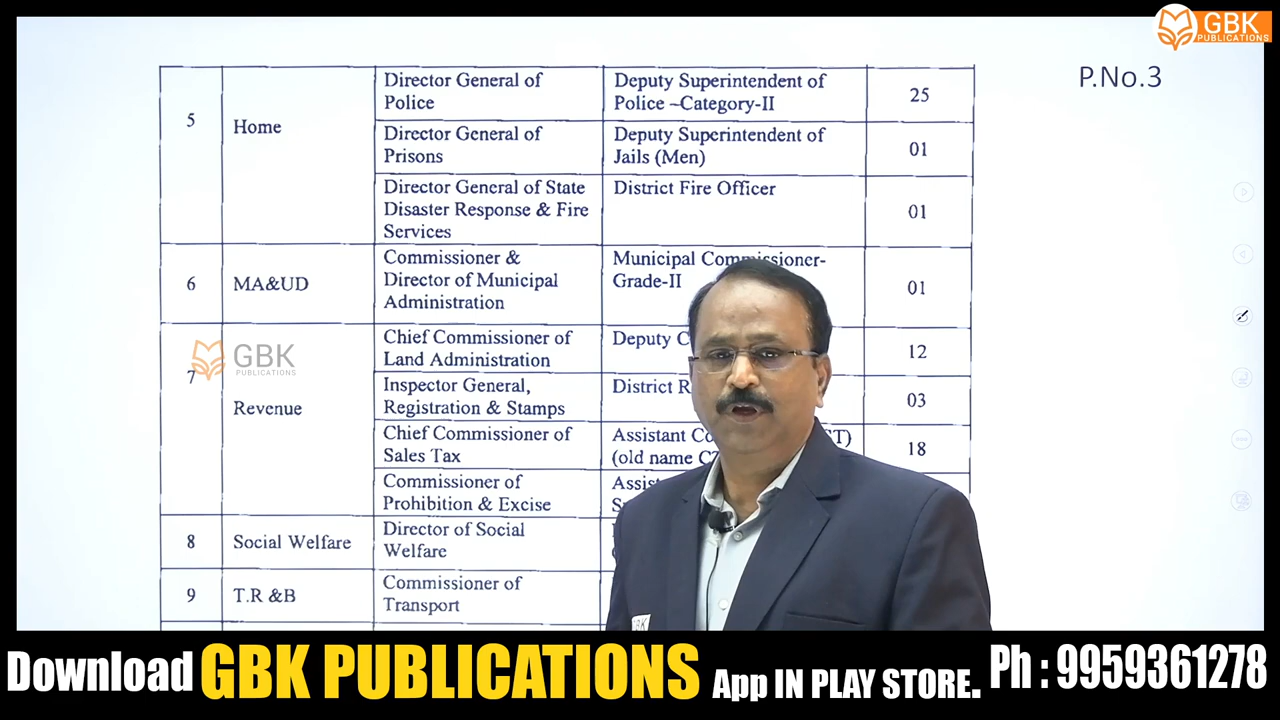 GBK
PUBLICATIONS
P.No.3
5
Home
Director General of
Police
Deputy Superintendent of
Police –Category-II
25
Director General of
Prisons
Deputy Superintendent of
Jails (Men)
01
Director General of State
Disaster Response & Fire
Services
District Fire Officer
01
6
MA&UD
Commissioner &
Director of Municipal
Administration
Municipal Commissioner-
Grade-II
01
7
Revenue
Chief Commissioner of
Land Administration
Deputy
12
Inspector General,
Registration & Stamps
District
03
Chief Commissioner of
Sales Tax
Assistant
(old name
18
Commissioner of
Prohibition & Excise
8
Social Welfare
Director of Social
Welfare
9
T.R &B
Commissioner of
Transport
GBK
PUBLICATIONS
GBK
Download GBK PUBLICATIONS App IN PLAY STORE. Ph : 9959361278